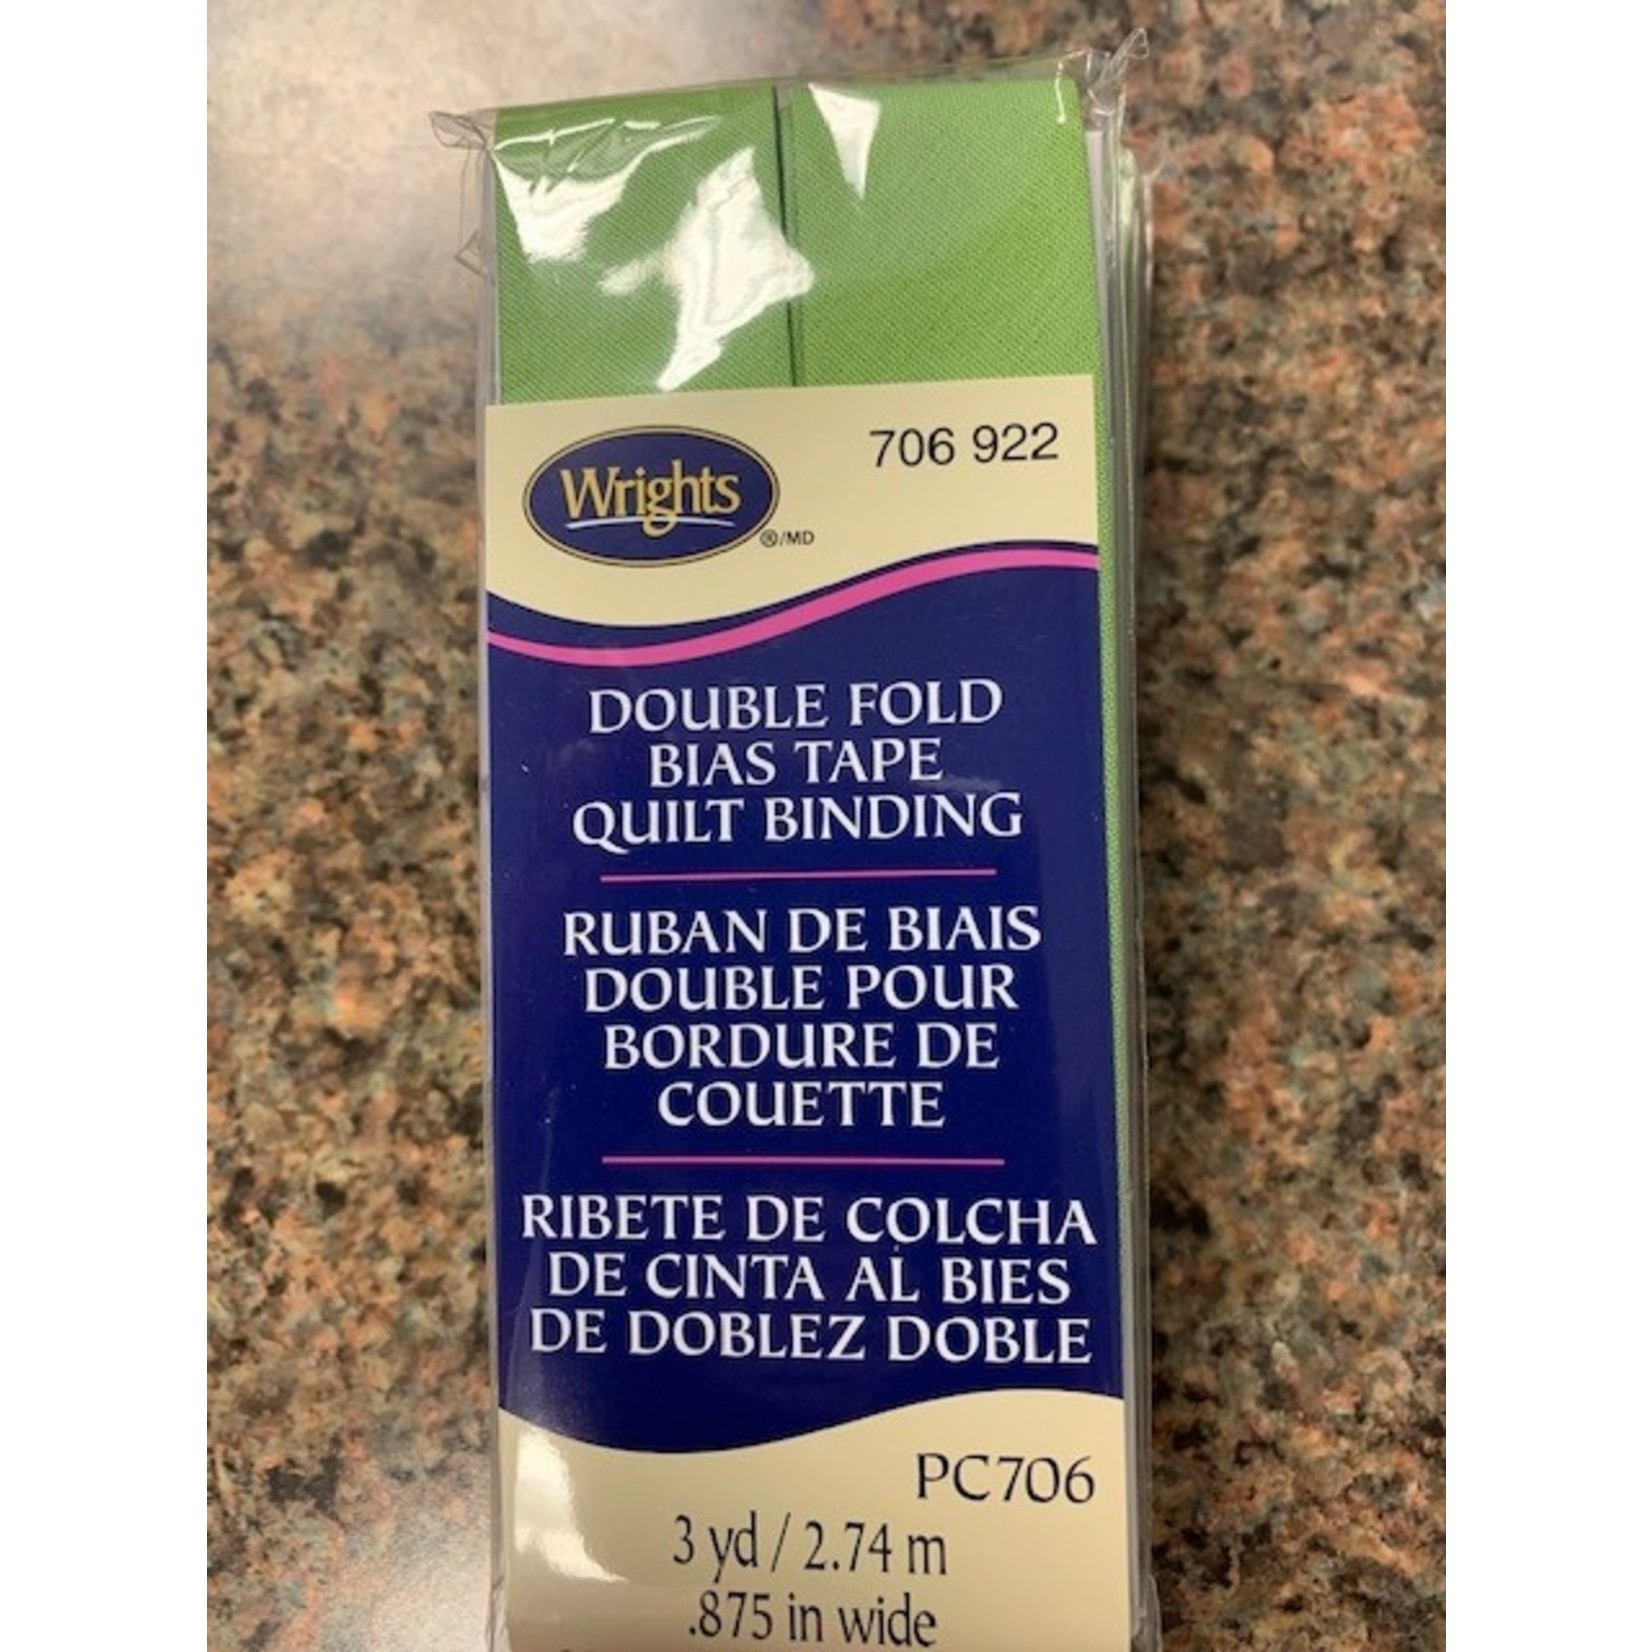 Wrights
®/MD
706 922
DOUBLE FOLD
BIAS TAPE
QUILT BINDING
RUBAN DE BIAIS
DOUBLE POUR
BORDURE DE
COUETTE
RIBETE DE COLCHA
DE CINTA AL BIES
DE DOBLEZ DOBLE
PC706
3 yd / 2.74 m
.875 in wide